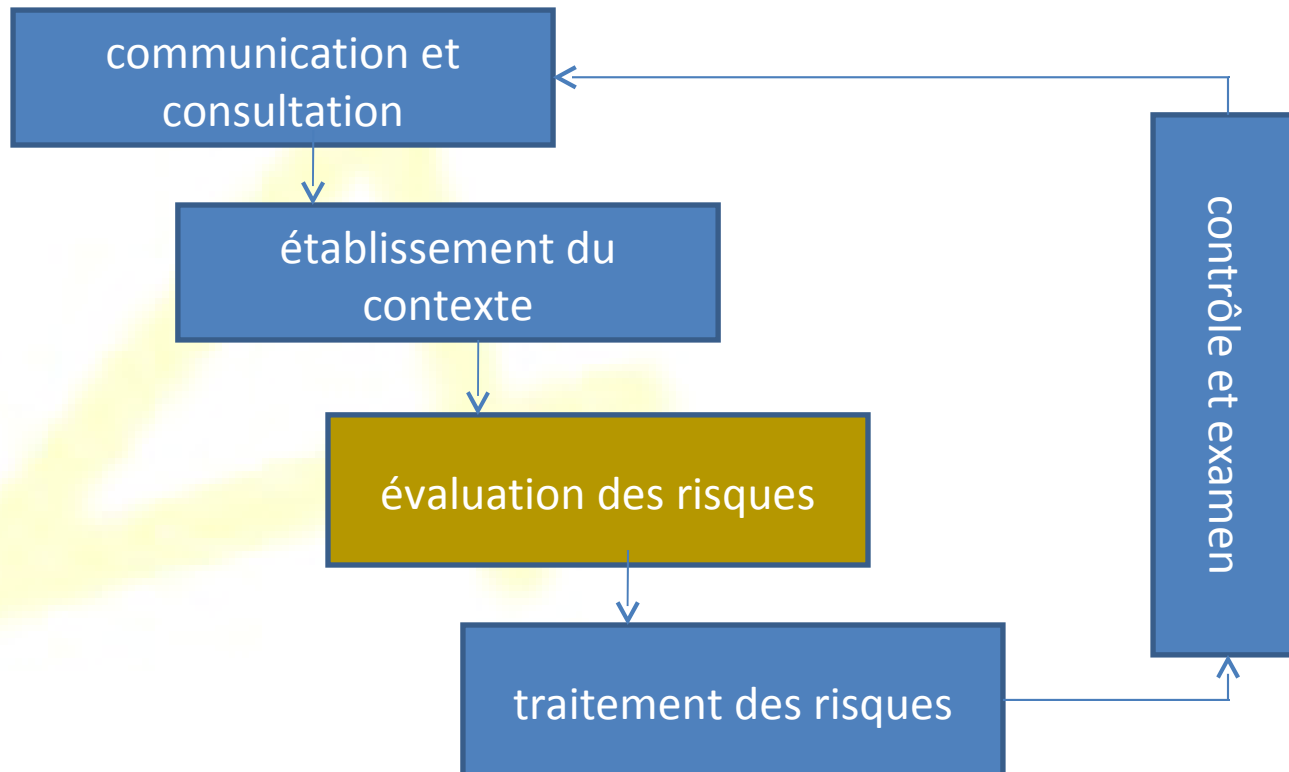 communication et
consultation
établissement du
contexte
évaluation des risques
traitement des risques
contrôle et examen